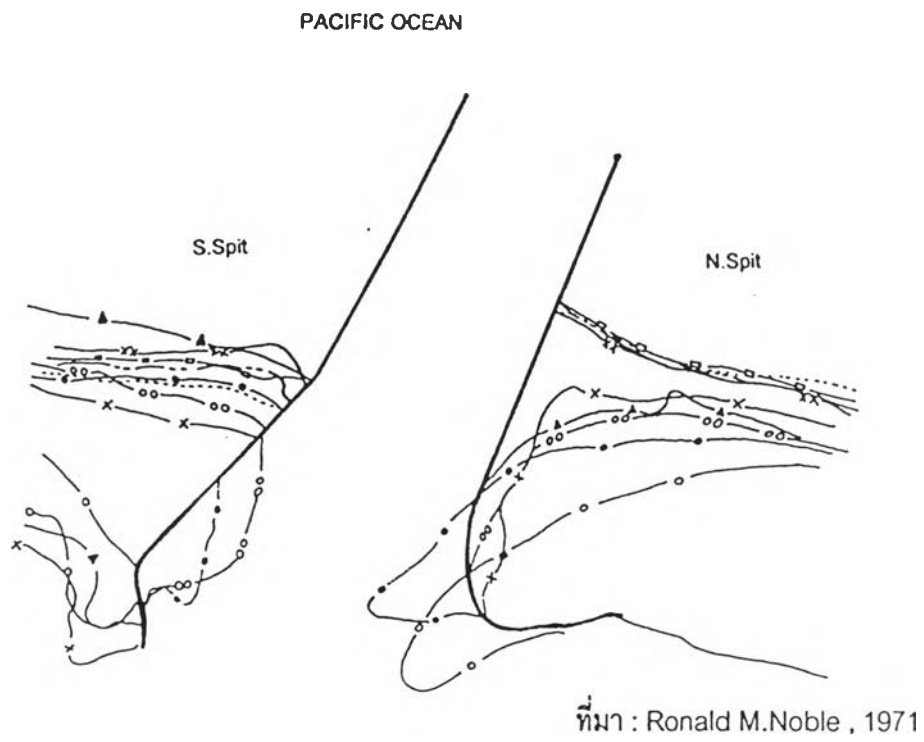 PACIFIC OCEAN
S.Spit
N.Spit
ที่มา : Ronald M.Noble , 1971